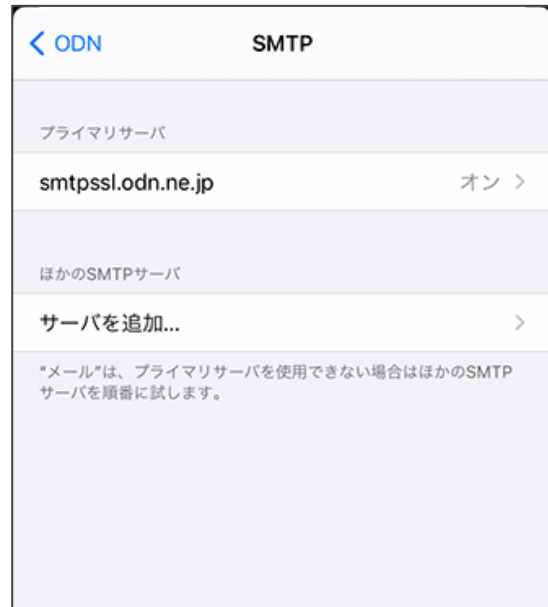 ODN
SMTP
プライマリサーバ
smtpssl.odn.ne.jp オン
ほかのSMTPサーバ
サーバを追加...
“メール”は、プライマリサーバを使用できない場合はほかのSMTP
サーバを順番に試します。